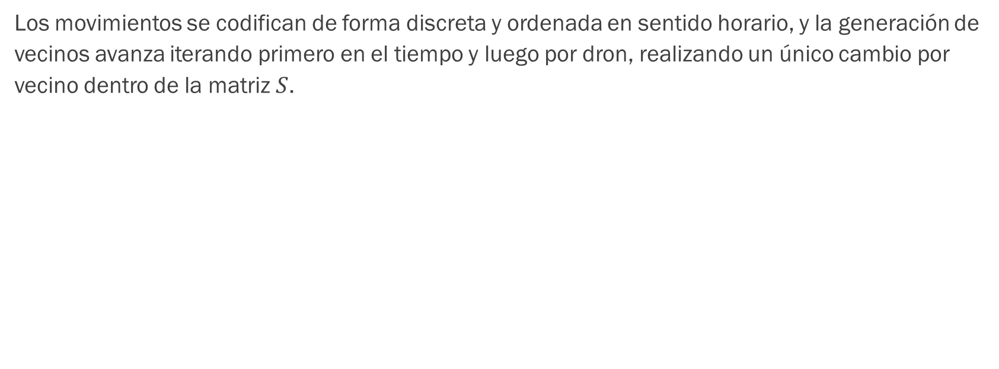 Los movimientos se codifican de forma discreta y ordenada en sentido horario, y la generación de
vecinos avanza iterando primero en el tiempo y luego por dron, realizando un único cambio por
vecino dentro de la matriz S.